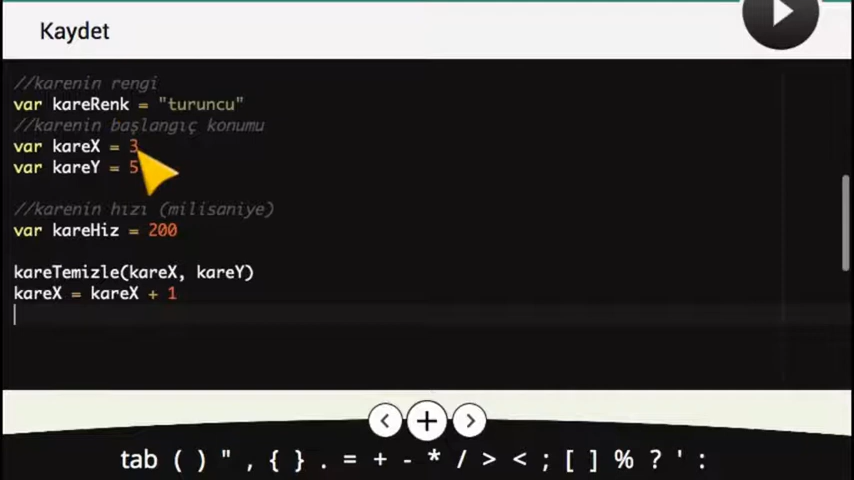 Kaydet
//karenin rengi
var kareRenk = "turuncu"
//karenin başlangıç konumu
var kareX = 3
var kareY = 5
//karenin hızı (milisaniye)
var kareHiz = 200
kareTemizle(kareX, kareY)
kareX = kareX + 1
tab ( ) " , { } . = + - * / > < ; [ ] % ? ' :